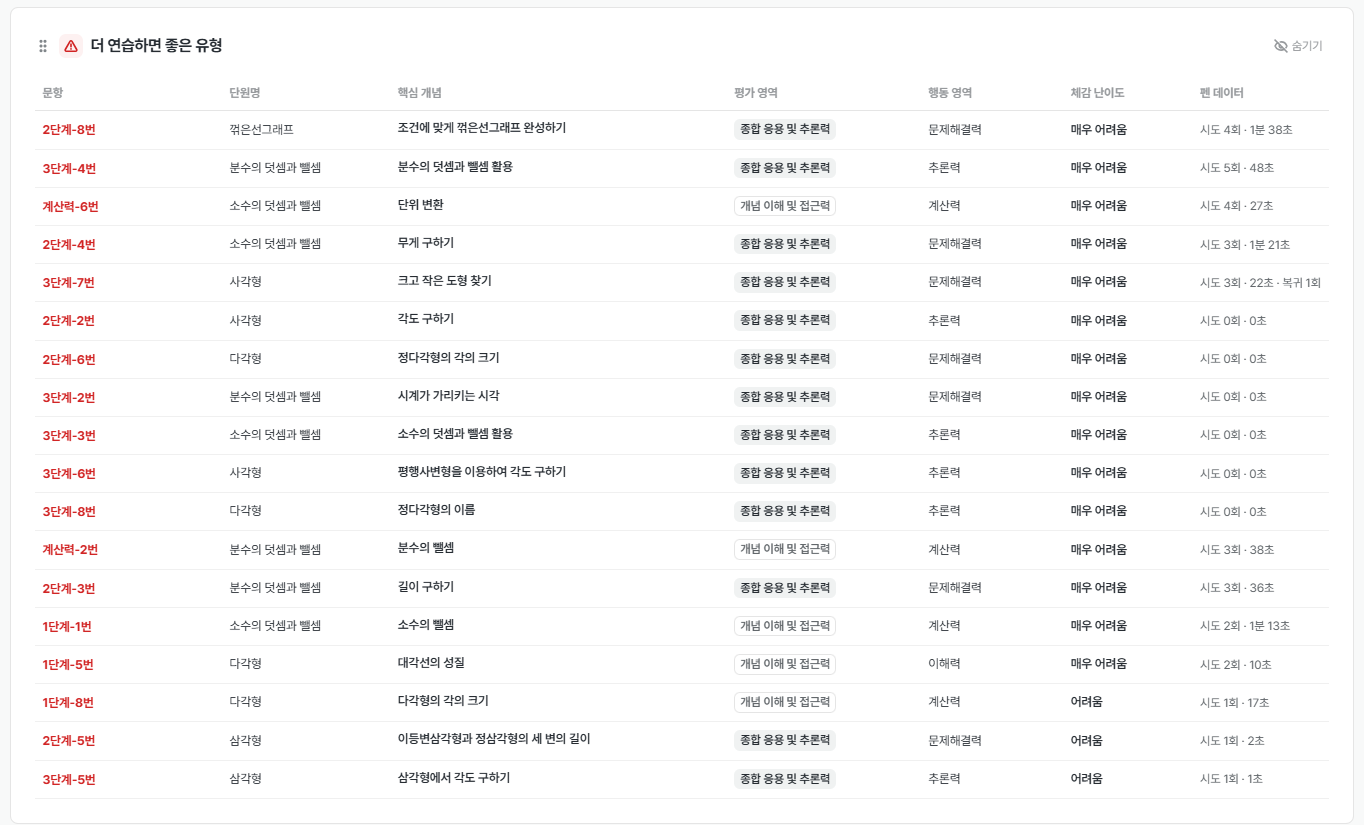 더 연습하면 좋은 유형 숨기기
문항 단원명 핵심 개념 평가 영역 행동 영역 체감 난이도 펜 데이터
2단계-8번 꺾은선그래프 조건에 맞게 꺾은선그래프 완성하기 종합 응용 및 추론력 문제해결력 매우 어려움 시도 4회 · 1분 38초
3단계-4번 분수의 덧셈과 뺄셈 분수의 덧셈과 뺄셈 활용 종합 응용 및 추론력 추론력 매우 어려움 시도 5회 · 48초
계산력-6번 소수의 덧셈과 뺄셈 단위 변환 개념 이해 및 접근력 계산력 매우 어려움 시도 4회 · 27초
2단계-4번 소수의 덧셈과 뺄셈 무게 구하기 종합 응용 및 추론력 문제해결력 매우 어려움 시도 3회 · 1분 21초
3단계-7번 사각형 크고 작은 도형 찾기 종합 응용 및 추론력 문제해결력 매우 어려움 시도 3회 · 22초 · 복귀 1회
2단계-2번 사각형 각도 구하기 종합 응용 및 추론력 추론력 매우 어려움 시도 0회 · 0초
2단계-6번 다각형 정다각형의 각의 크기 종합 응용 및 추론력 문제해결력 매우 어려움 시도 0회 · 0초
3단계-2번 분수의 덧셈과 뺄셈 시계가 가리키는 시각 종합 응용 및 추론력 문제해결력 매우 어려움 시도 0회 · 0초
3단계-3번 소수의 덧셈과 뺄셈 소수의 덧셈과 뺄셈 활용 종합 응용 및 추론력 추론력 매우 어려움 시도 0회 · 0초
3단계-6번 사각형 평행사변형을 이용하여 각도 구하기 종합 응용 및 추론력 추론력 매우 어려움 시도 0회 · 0초
3단계-8번 다각형 정다각형의 이름 종합 응용 및 추론력 추론력 매우 어려움 시도 0회 · 0초
계산력-2번 분수의 덧셈과 뺄셈 분수의 뺄셈 개념 이해 및 접근력 계산력 매우 어려움 시도 3회 · 38초
2단계-3번 분수의 덧셈과 뺄셈 길이 구하기 종합 응용 및 추론력 문제해결력 매우 어려움 시도 3회 · 36초
1단계-1번 소수의 덧셈과 뺄셈 소수의 뺄셈 개념 이해 및 접근력 계산력 매우 어려움 시도 2회 · 1분 13초
1단계-5번 다각형 대각선의 성질 개념 이해 및 접근력 이해력 매우 어려움 시도 2회 · 10초
1단계-8번 다각형 다각형의 각의 크기 개념 이해 및 접근력 계산력 어려움 시도 1회 · 17초
2단계-5번 삼각형 이등변삼각형과 정삼각형의 세 변의 길이 종합 응용 및 추론력 문제해결력 어려움 시도 1회 · 2초
3단계-5번 삼각형 삼각형에서 각도 구하기 종합 응용 및 추론력 추론력 어려움 시도 1회 · 1초